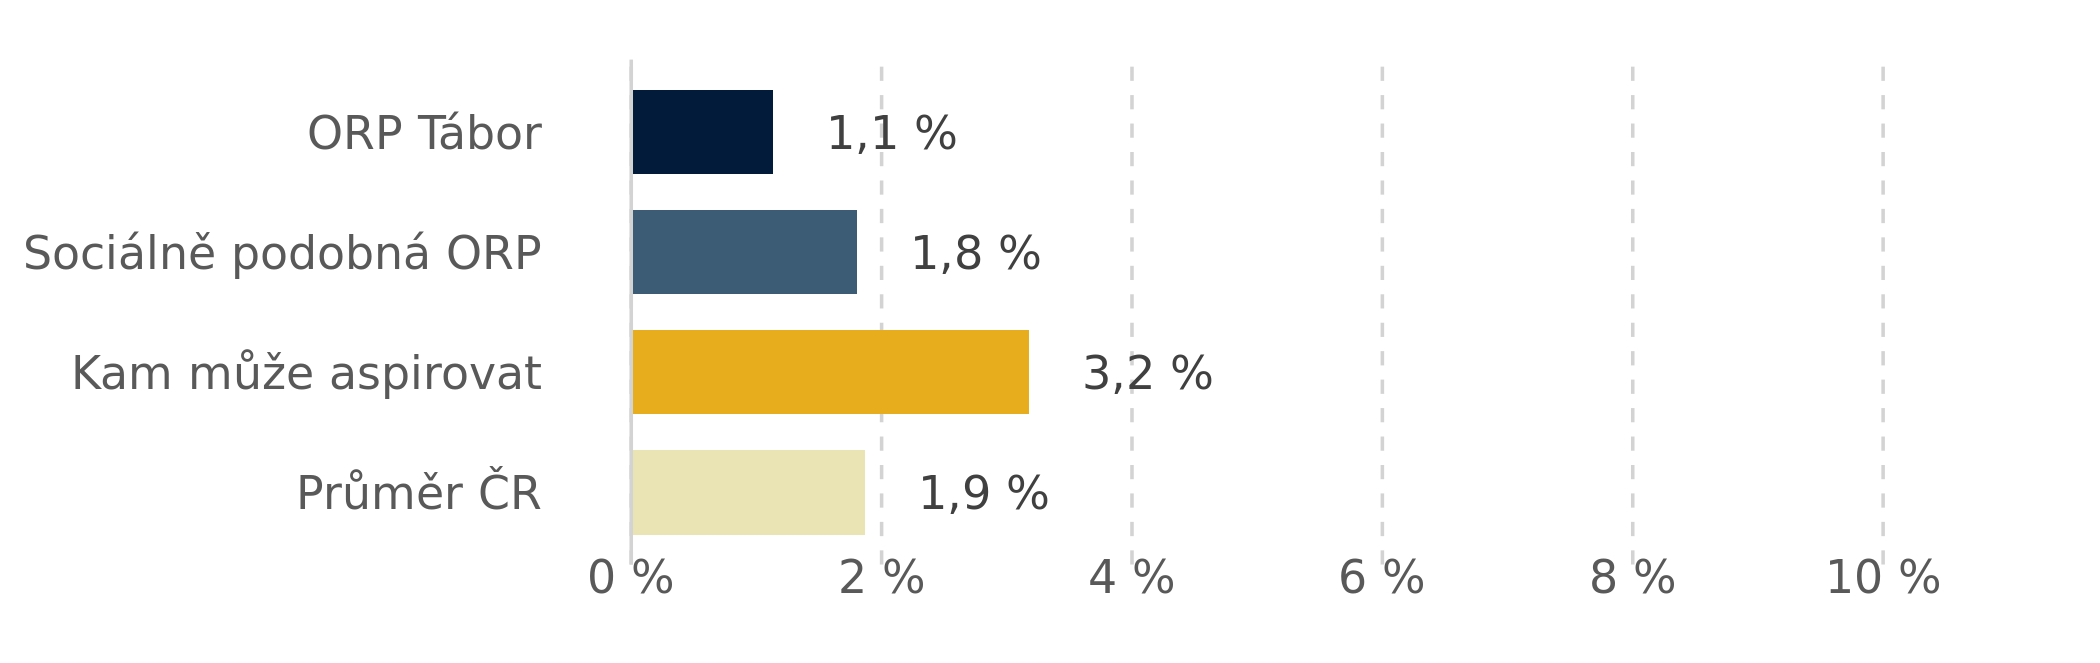 ORP Tábor 1,1 %
Sociálně podobná ORP 1,8 %
Kam může aspirovat 3,2 %
Průměr ČR 1,9 %
0 % 2 % 4 % 6 % 8 % 10 %